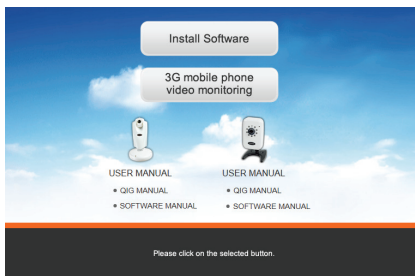 Install Software
3G mobile phone
video monitoring
USER MANUAL
• QIG MANUAL
• SOFTWARE MANUAL
USER MANUAL
• QIG MANUAL
• SOFTWARE MANUAL
Please click on the selected button.